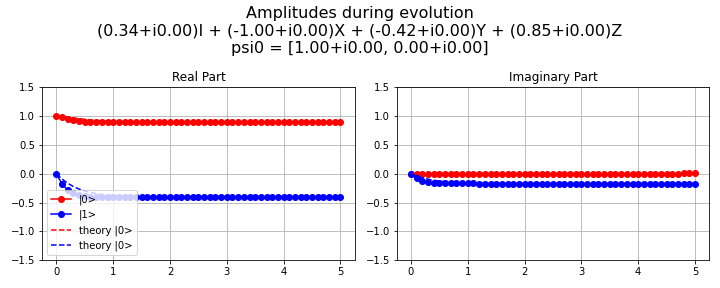 Amplitudes during evolution
(0.34+i0.00)I + (-1.00+i0.00)X + (-0.42+i0.00)Y + (0.85+i0.00)Z
psi0 = [1.00+i0.00, 0.00+i0.00]
Real Part
1.5
1.0
0.5
0.0
−0.5
−1.0
−1.5
0 1 2 3 4 5
|0>
|1>
theory |0>
theory |0>
Imaginary Part
1.5
1.0
0.5
0.0
−0.5
−1.0
−1.5
0 1 2 3 4 5